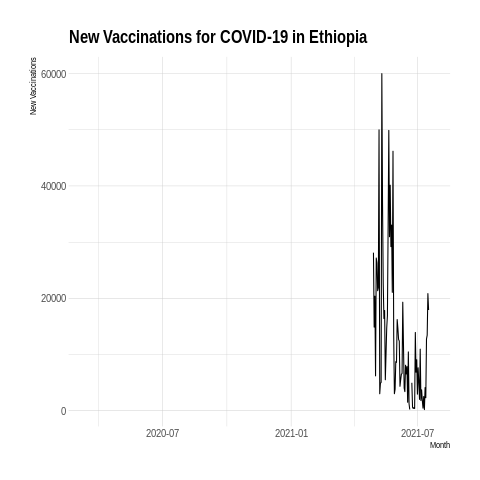 New Vaccinations for COVID-19 in Ethiopia
New Vaccinations
60000
40000
20000
0
2020-07
2021-01
2021-07
Month